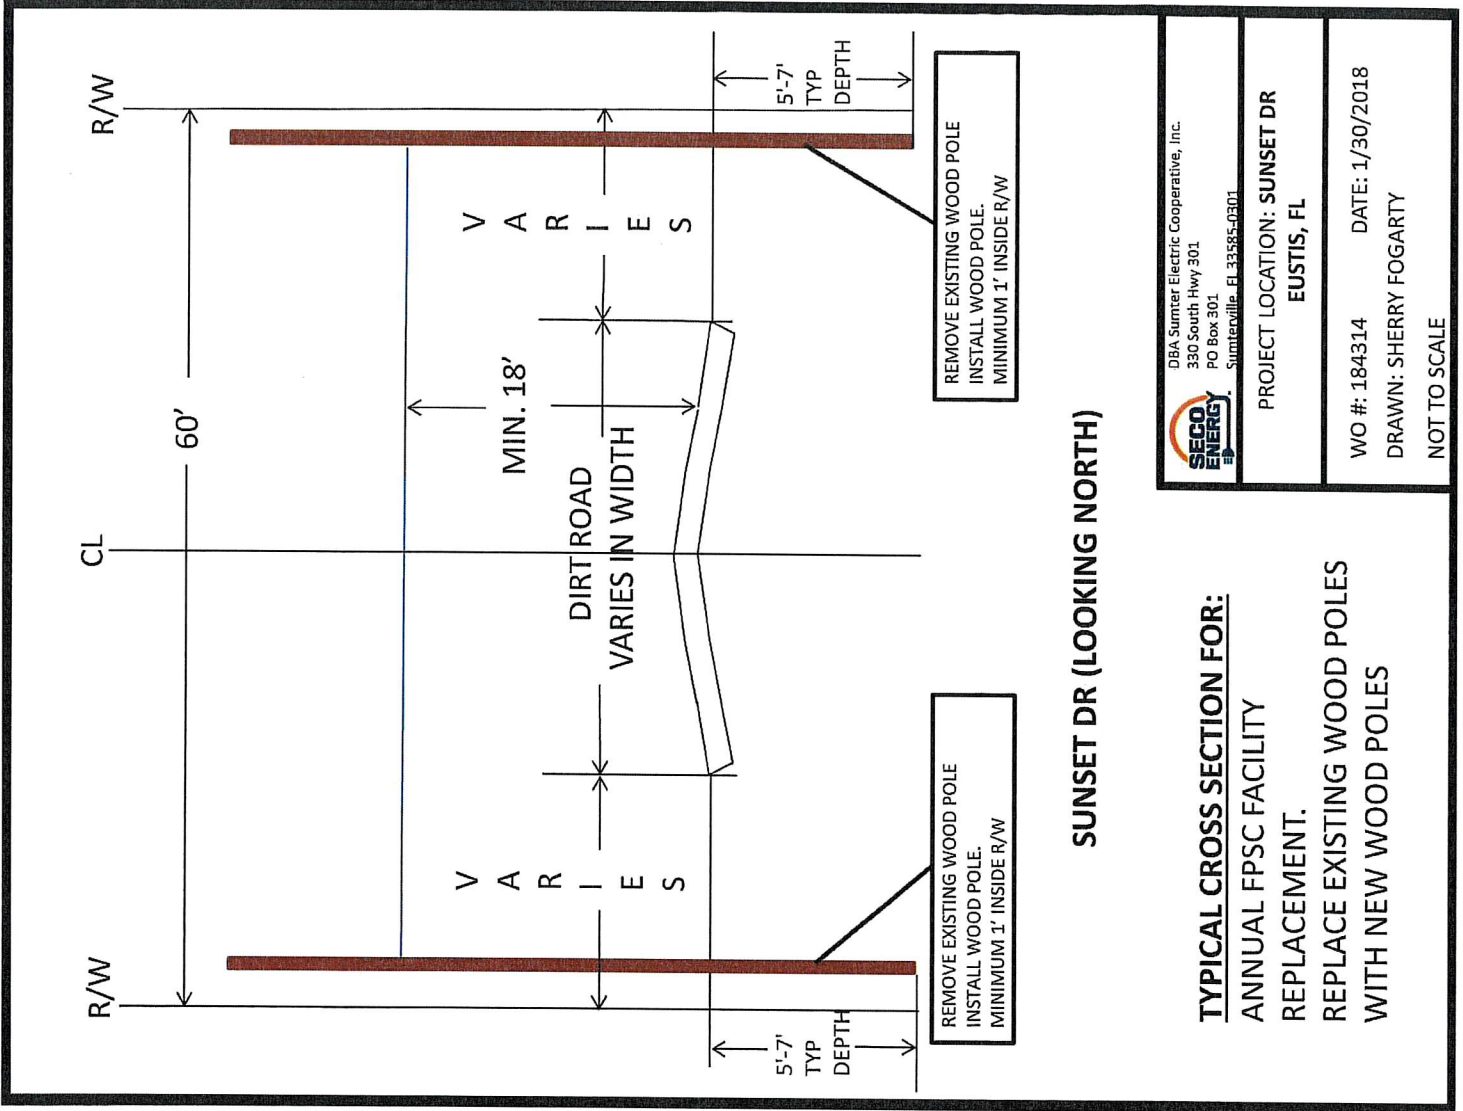 R/W
CL
R/W
60'
MIN. 18'
V
A
R
I
E
S
V
A
R
I
E
S
DIRT ROAD
VARIES IN WIDTH
5'-7'
TYP
DEPTH
5'-7'
TYP
DEPTH
REMOVE EXISTING WOOD POLE
INSTALL WOOD POLE.
MINIMUM 1' INSIDE R/W
REMOVE EXISTING WOOD POLE
INSTALL WOOD POLE.
MINIMUM 1' INSIDE R/W
SUNSET DR (LOOKING NORTH)
TYPICAL CROSS SECTION FOR:
ANNUAL FPSC FACILITY
REPLACEMENT.
REPLACE EXISTING WOOD POLES
WITH NEW WOOD POLES
SECO
ENERGY
DBA Sumter Electric Cooperative, Inc.
330 South Hwy 301
PO Box 301
Sumterville, FL 33585-0301
PROJECT LOCATION: SUNSET DR
EUSTIS, FL
WO #: 184314 DATE: 1/30/2018
DRAWN: SHERRY FOGARTY
NOT TO SCALE